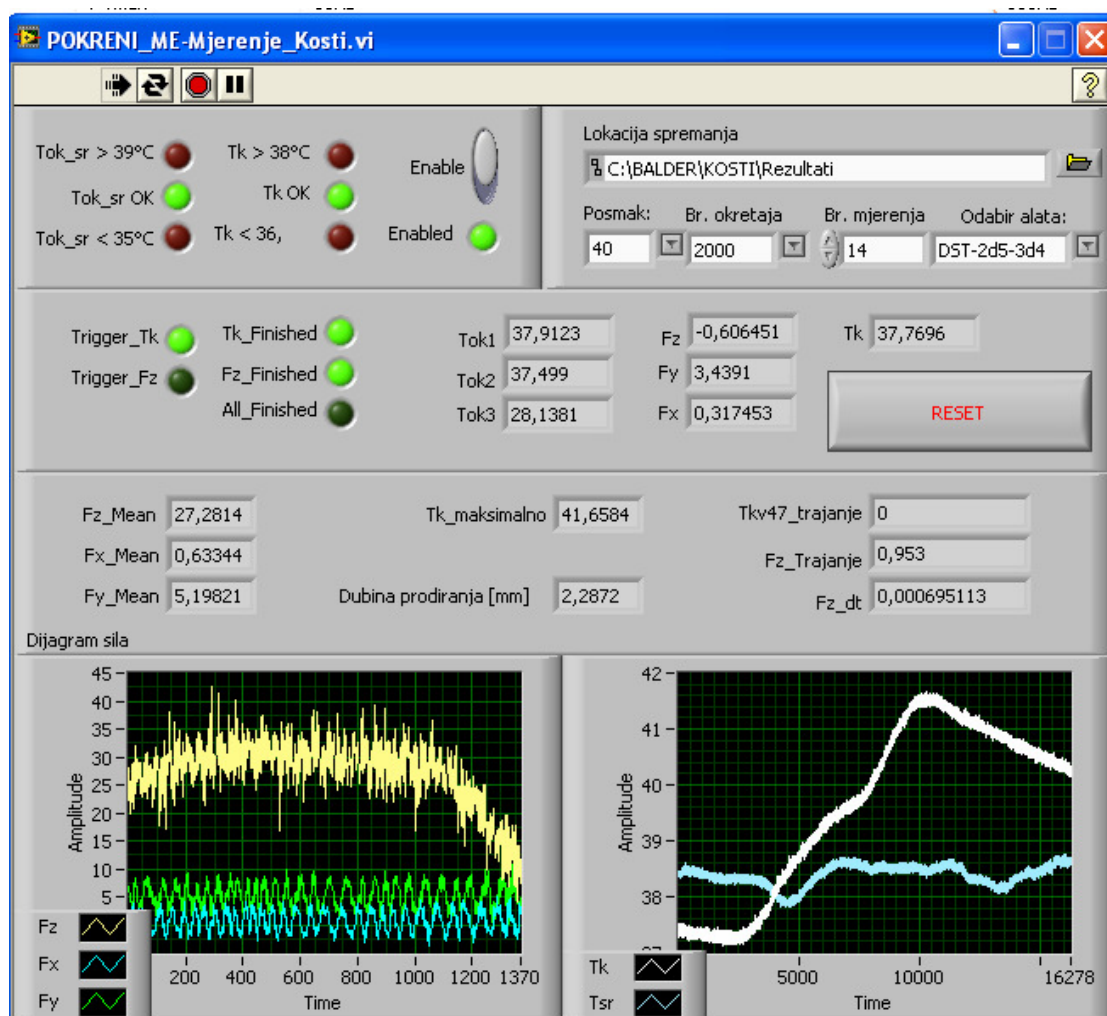 POKRENI_ME-Mjerenje_Kosti.vi
?
Tok_sr > 39°C Tk > 38°C Enable
Tok_sr OK Tk OK
Tok_sr < 35°C Tk < 36, Enabled
Lokacija spremanja
C:\BALDER\KOSTI\Rezultati
Posmak: Br. okretaja Br. mjerenja Odabir alata:
40 2000 14 DST-2d5-3d4
Trigger_Tk Tk_Finished Tok1 37,9123 Fz -0,606451 Tk 37,7696
Trigger_Fz Fz_Finished Tok2 37,499 Fy 3,4391
All_Finished Tok3 28,1381 Fx 0,317453
RESET
Fz_Mean 27,2814 Tk_maksimalno 41,6584 Tkv47_trajanje 0
Fx_Mean 0,63344 Fz_Trajanje 0,953
Fy_Mean 5,19821 Dubina prodiranja [mm] 2,2872 Fz_dt 0,000695113
Dijagram sila
45
40
35
30
25
20
15
10
5
Amplitude
200 400 600 800 1000 1200 1370
Time
Fz
Fx
Fy
42
41
40
39
38
Amplitude
5000 10000 16278
Time
Tk
Tsr